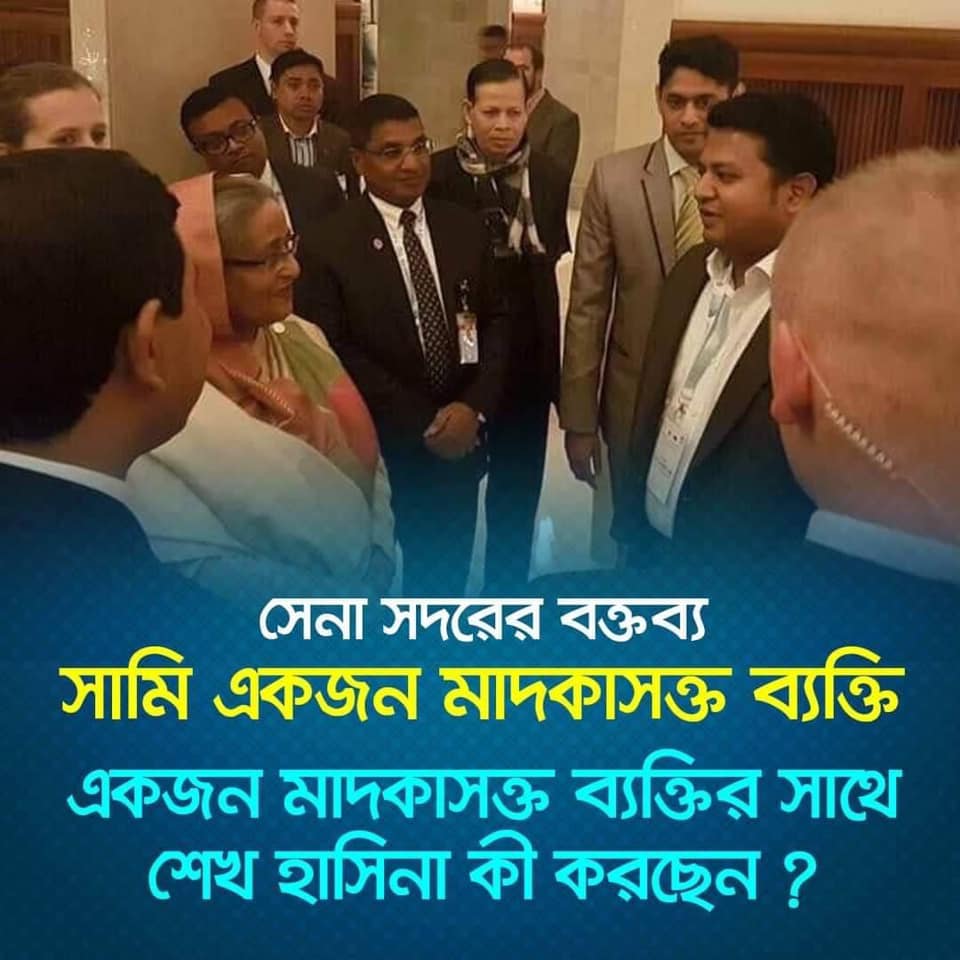 সেনা সদরের বক্তব্য
সামি একজন মাদকাসক্ত ব্যক্তি
একজন মাদকাসক্ত ব্যক্তির সাথে
শেখ হাসিনা কী করছেন ?